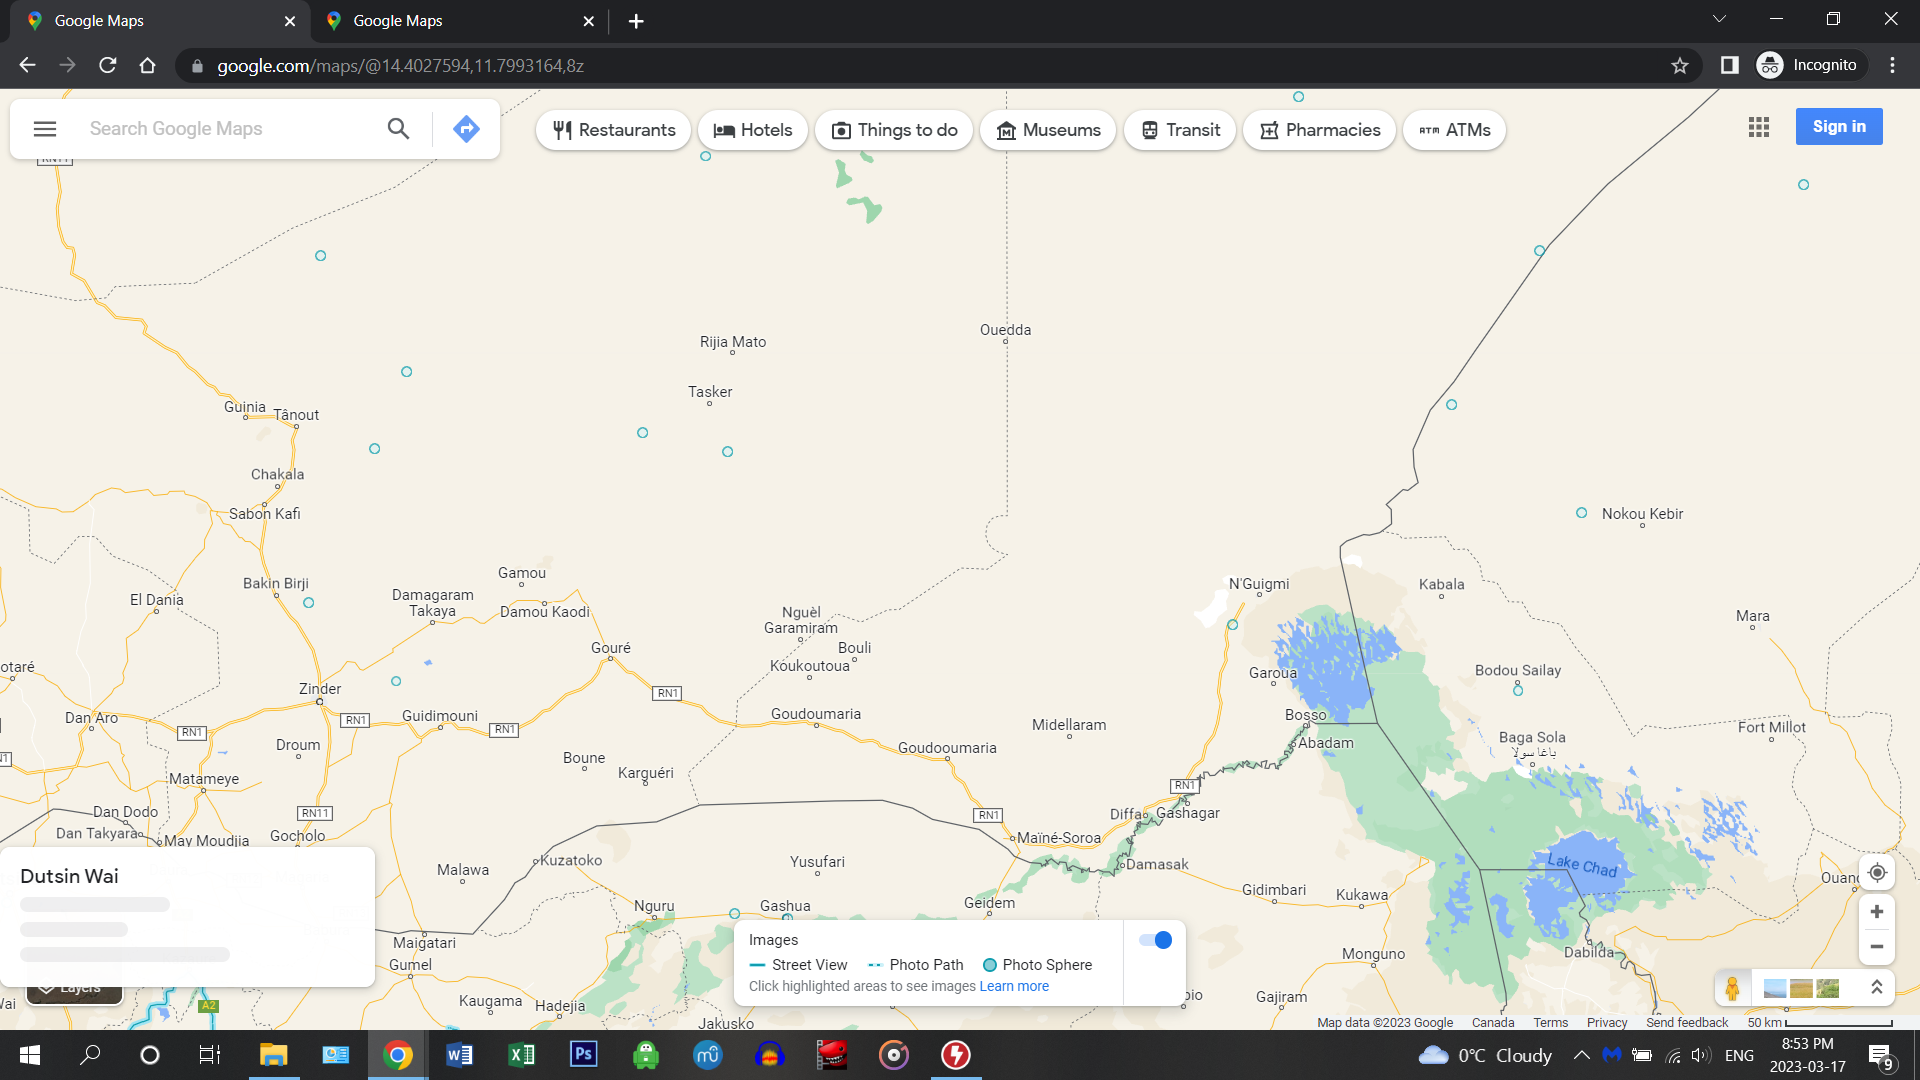 Google Maps
Google Maps
google.com/maps/@14.4027594,11.7993164,8z
Incognito
Search Google Maps
Restaurants
Hotels
Things to do
Museums
Transit
Pharmacies
ATM ATMs
Sign in
Rijia Mato
Ouedda
Tasker
Guinia
Tânout
Chakala
Sabon Kafi
Nokou Kebir
Gamou
Bakin Birji
N'Guigmi
Kabala
El Dania
Damagaram
Takaya
Damou Kaodi
Nguèl
Garamiram
Mara
Bouli
Gouré
Koukoutoua
otaré
Garoua
Bodou Sailay
Zinder
RN1
Dan Aro
RN1
RN1
Guidimouni
RN1
Goudoumaria
Bosso
Midellaram
Fort Millot
Abadam
Baga Sola
باغا سولا
Droum
Goudooumaria
Boune
Karguéri
Matameye
RN1
Dan Dodo
RN11
RN1
Diffa
Gashagar
Dan Takyara
May Moudjia
Gocholo
Maïné-Soroa
Kuzatoko
Yusufari
Damasak
Malawa
Lake Chad
Ouand
Gidimbari
Kukawa
Dutsin Wai
Nguru
Gashua
Geidem
Maigatari
Monguno
Dabilda
Gumel
Images
Street View
Photo Path
Photo Sphere
Click highlighted areas to see images Learn more
Layers
A2
Kaugama
Hadejia
Gajiram
Jakusko
Map data ©2023 Google
Canada
Terms
Privacy
Send feedback
50 km
0°C Cloudy
ENG
8:53 PM
2023-03-17
9